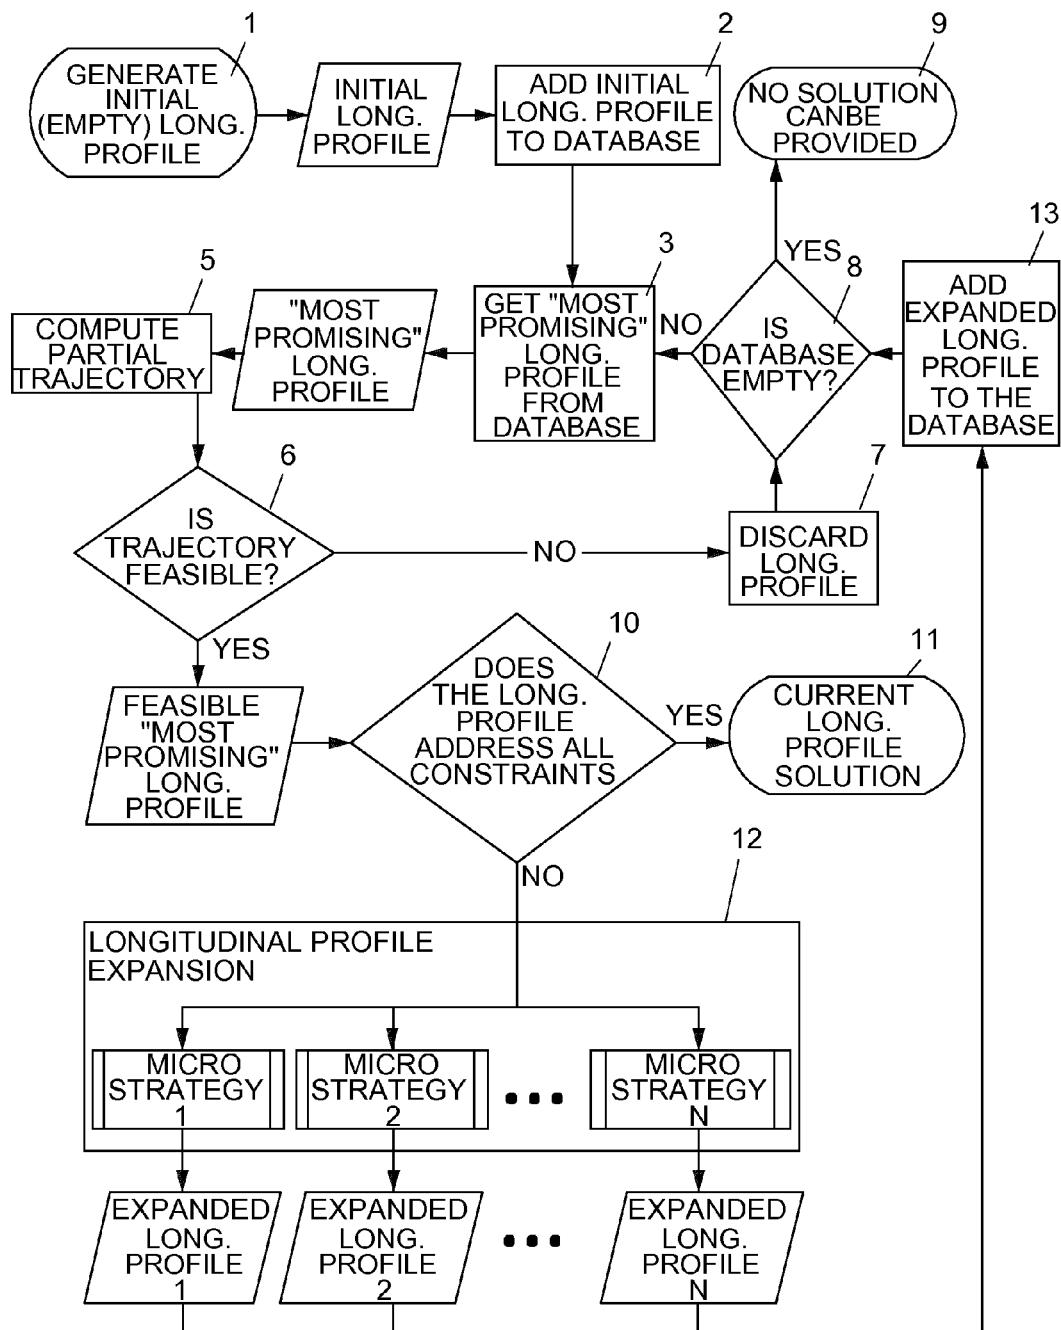 1
GENERATE
INITIAL
(EMPTY) LONG.
PROFILE
INITIAL
LONG.
PROFILE
2
ADD INITIAL
LONG. PROFILE
TO DATABASE
9
NO SOLUTION
CANBE
PROVIDED
YES
13
ADD
EXPANDED
LONG.
PROFILE
TO THE
DATABASE
8
IS
DATABASE
EMPTY?
NO
3
GET "MOST
PROMISING"
LONG.
PROFILE
FROM
DATABASE
"MOST
PROMISING"
LONG.
PROFILE
5
COMPUTE
PARTIAL
TRAJECTORY
6
IS
TRAJECTORY
FEASIBLE?
NO
7
DISCARD
LONG.
PROFILE
YES
FEASIBLE
"MOST
PROMISING"
LONG.
PROFILE
10
DOES
THE LONG.
PROFILE
ADDRESS ALL
CONSTRAINTS
YES
11
CURRENT
LONG.
PROFILE
SOLUTION
NO
12
LONGITUDINAL PROFILE
EXPANSION
MICRO
STRATEGY
1
MICRO
STRATEGY
2
MICRO
STRATEGY
N
EXPANDED
LONG.
PROFILE
1
EXPANDED
LONG.
PROFILE
2
EXPANDED
LONG.
PROFILE
N